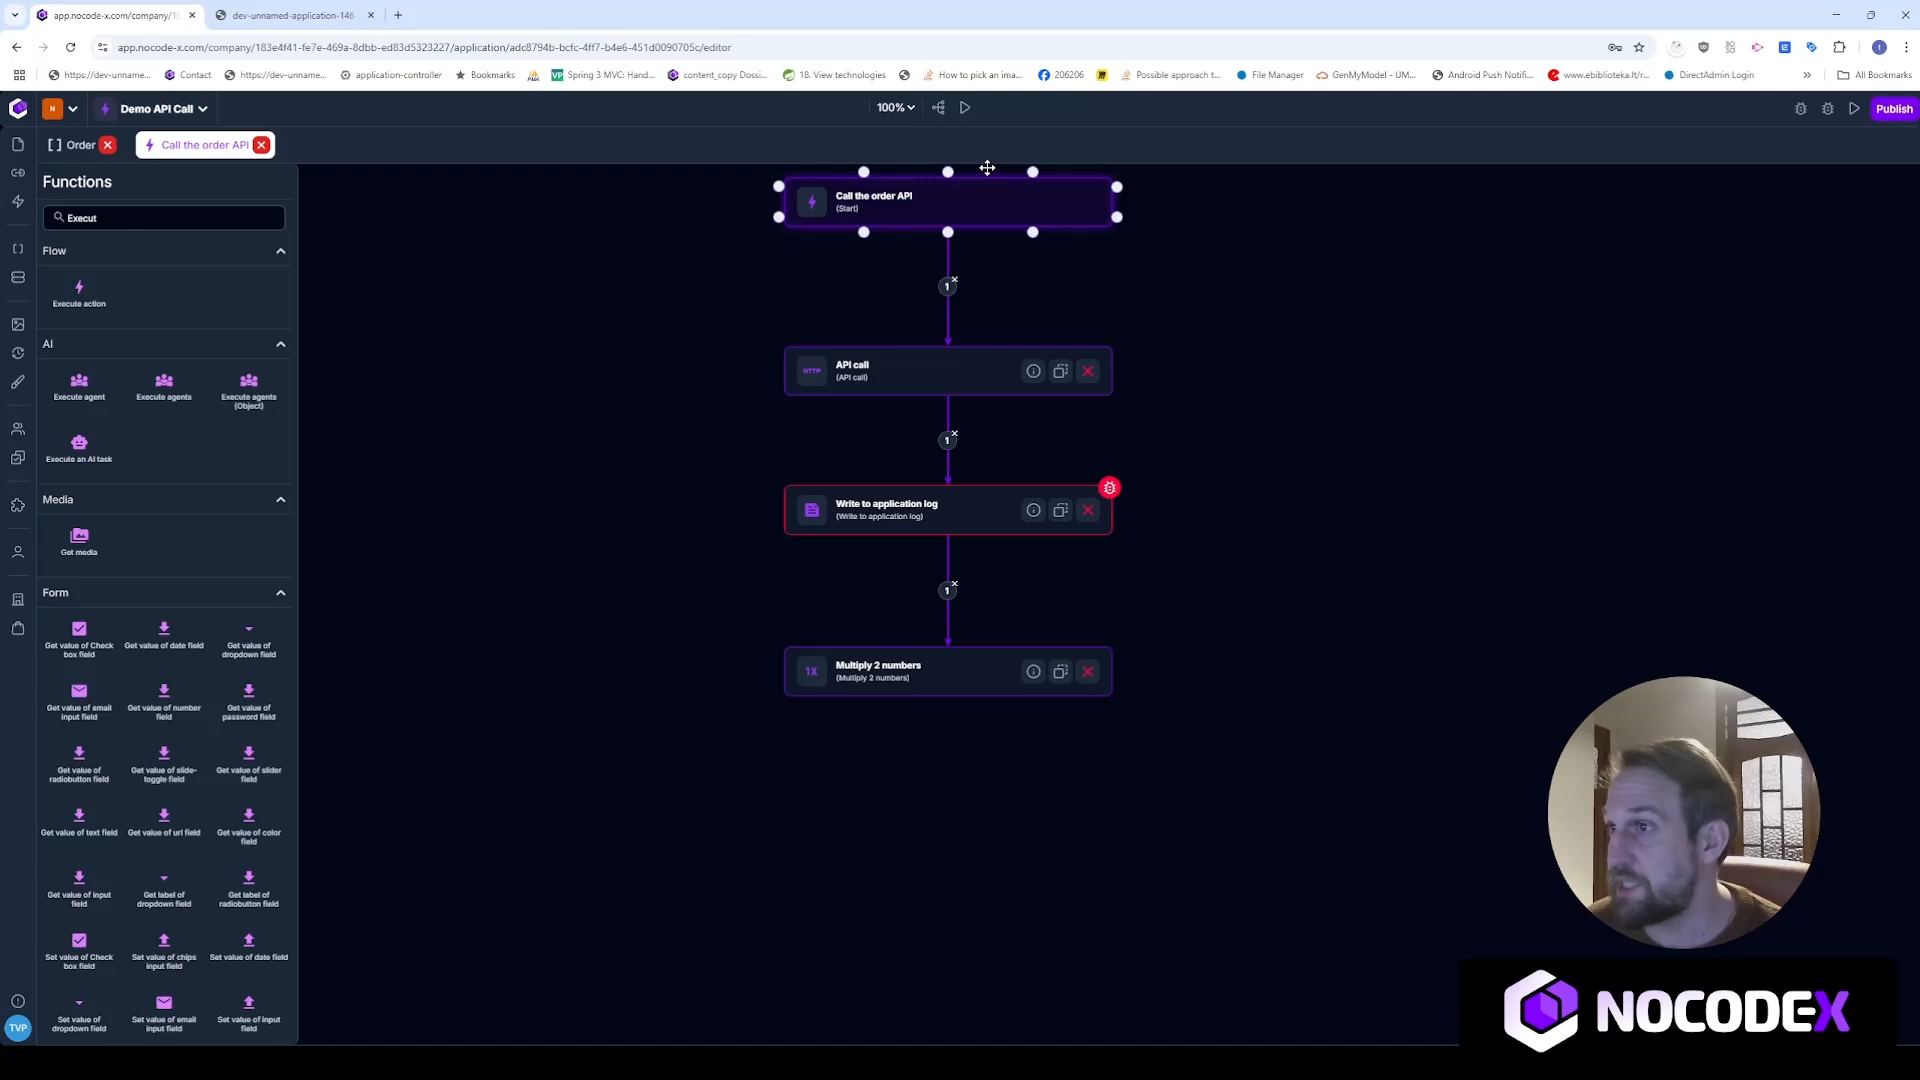 app.nocode-x.com/company/18
dev-unnamed-application-146
app.nocode-x.com/company/183e4f41-fe7e-469a-8dbb-ed83d5323227/application/adc8794b-bcfc-4ff7-b4e6-451d0090705c/editor
https://dev-unname...
Contact
https://dev-unname...
application-controller
Bookmarks
PMA
Spring 3 MVC: Hand...
content_copy Dossi...
18. View technologies
How to pick an ima...
206206
Possible approach t...
File Manager
GenMyModel - UM...
Android Push Notifi...
www.ebiblioteka.lt/r...
DirectAdmin Login
All Bookmarks
N
Demo API Call
100%
Publish
Order
Call the order API
Functions
Execut
Flow
Execute action
AI
Execute agent
Execute agents
Execute agents
(Object)
Execute an AI task
Media
Get media
Form
Get value of Check
box field
Get value of date field
Get value of
dropdown field
Get value of email
input field
Get value of number
field
Get value of
password field
Get value of
radiobutton field
Get value of slide-
toggle field
Get value of slider
field
Get value of text field
Get value of url field
Get value of color
field
Get value of input
field
Get label of
dropdown field
Get label of
radiobutton field
Set value of Check
box field
Set value of chips
input field
Set value of date field
Set value of
dropdown field
Set value of email
input field
Set value of input
field
TVP
Call the order API
(Start)
1
HTTP
API call
(API call)
1
Write to application log
(Write to application log)
1
1X
Multiply 2 numbers
(Multiply 2 numbers)
NOCODEX